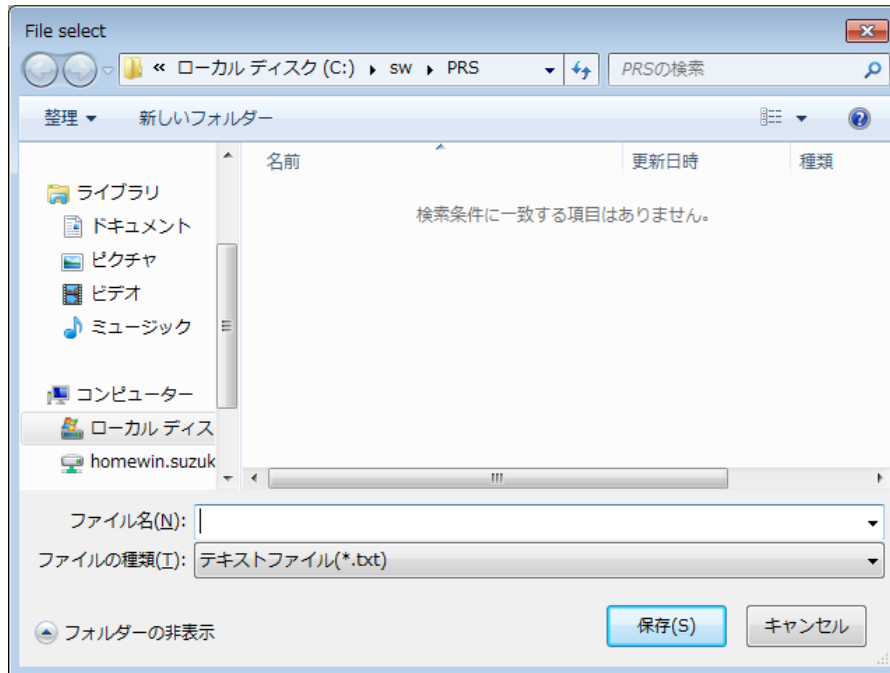 File select
« ローカル ディスク (C:) ▸ sw ▸ PRS
PRSの検索
整理 ▼ 新しいフォルダー
名前 更新日時 種類
検索条件に一致する項目はありません。
ライブラリ
ドキュメント
ピクチャ
ビデオ
ミュージック
コンピューター
ローカル ディス
homewin.suzuk
ファイル名(N):
ファイルの種類(T): テキストファイル(*.txt)
フォルダーの非表示
保存(S)
キャンセル